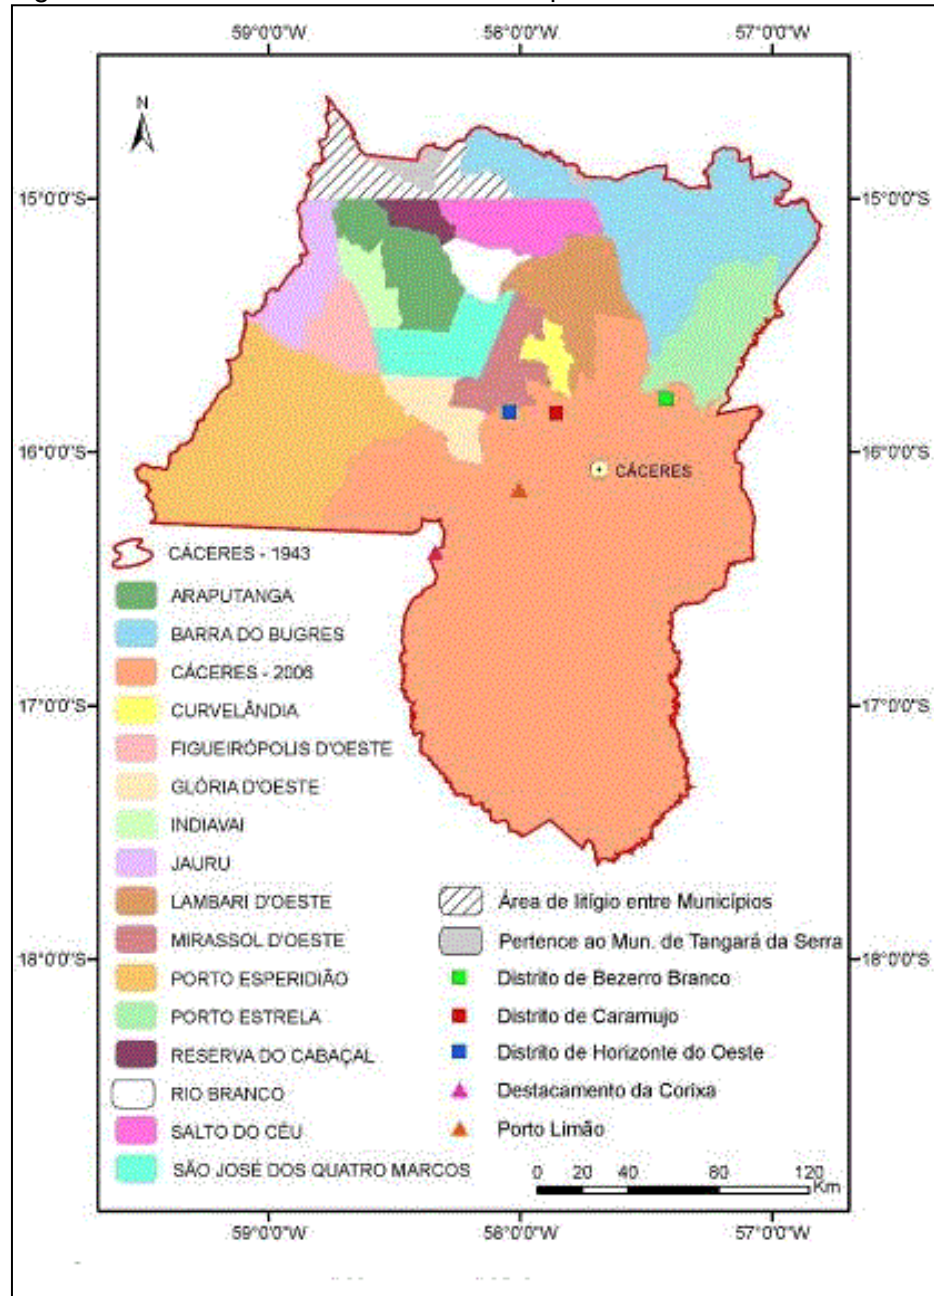 59°0'0"W 58°0'0"W 57°0'0"W
N
15°0'0"S 15°0'0"S
16°0'0"S 16°0'0"S
CÁCERES
CÁCERES - 1943
ARAPUTANGA
BARRA DO BUGRES
CÁCERES - 2006
17°0'0"S 17°0'0"S
CURVELÂNDIA
FIGUEIRÓPOLIS D'OESTE
GLÓRIA D'OESTE
INDIAVAI
JAURU
LAMBARI D'OESTE
MIRASSOL D'OESTE
PORTO ESPERIDIÃO
PORTO ESTRELA
RESERVA DO CABAÇAL
RIO BRANCO
SALTO DO CÉU
SÃO JOSÉ DOS QUATRO MARCOS
Área de litígio entre Municípios
Pertence ao Mun. de Tangará da Serra
18°0'0"S 18°0'0"S
Distrito de Bezerro Branco
Distrito de Caramujo
Distrito de Horizonte do Oeste
Destacamento da Corixa
Porto Limão
0 20 40 80 120
Km
59°0'0"W 58°0'0"W 57°0'0"W